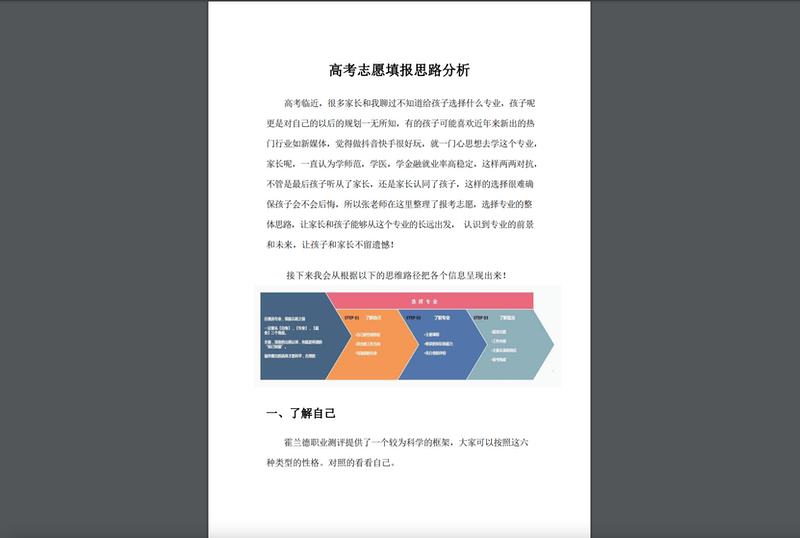 高考志愿填报思路分析
高考临近，很多家长和我聊过不知道给孩子选择什么专业，孩子呢
更是对自己的以后的规划一无所知，有的孩子可能喜欢近年来新出的热
门行业如新媒体，觉得做抖音快手很好玩，就一门心思想去学这个专业，
家长呢，一直认为学师范，学医，学金融就业率高稳定，这样两两对抗，
不管是最后孩子听从了家长，还是家长认同了孩子，这样的选择很难确
保孩子会不会后悔，所以张老师在这里整理了报考志愿，选择专业的整
体思路，让家长和孩子能够从这个专业的长远出发， 认识到专业的前景
和未来，让孩子和家长不留遗憾！
接下来我会从根据以下的思维路径把各个信息呈现出来！
选 择 专 业
STEP 01 了解自己
STEP 02 了解专业
STEP 03
一、了解自己
霍兰德职业测评提供了一个较为科学的框架，大家可以按照这六
种类型的性格。对照的看看自己。